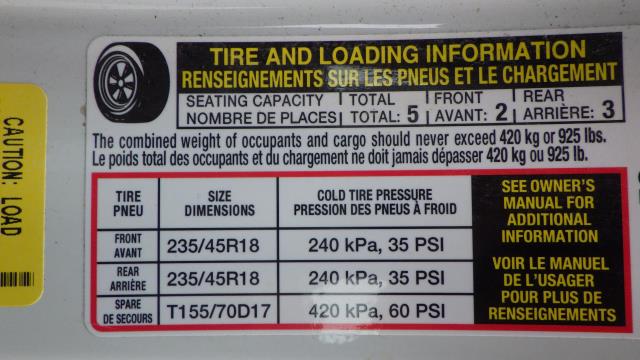 TIRE AND LOADING INFORMATION
RENSEIGNEMENTS SUR LES PNEUS ET LE CHARGEMENT
SEATING CAPACITY TOTAL FRONT REAR
NOMBRE DE PLACES TOTAL: 5 AVANT: 2 ARRIÈRE: 3
The combined weight of occupants and cargo should never exceed 420 kg or 925 lbs.
Le poids total des occupants et du chargement ne doit jamais dépasser 420 kg ou 925 lb.
TIRE SIZE COLD TIRE PRESSURE
PNEU DIMENSIONS PRESSION DES PNEUS À FROID
FRONT
AVANT 235/45R18 240 kPa, 35 PSI
REAR
ARRIÈRE 235/45R18 240 kPa, 35 PSI
SPARE
DE SECOURS T155/70D17 420 kPa, 60 PSI
SEE OWNER'S
MANUAL FOR
ADDITIONAL
INFORMATION
VOIR LE MANUEL
DE L'USAGER
POUR PLUS DE
RENSEIGNEMENTS
CAUTION: LOAD